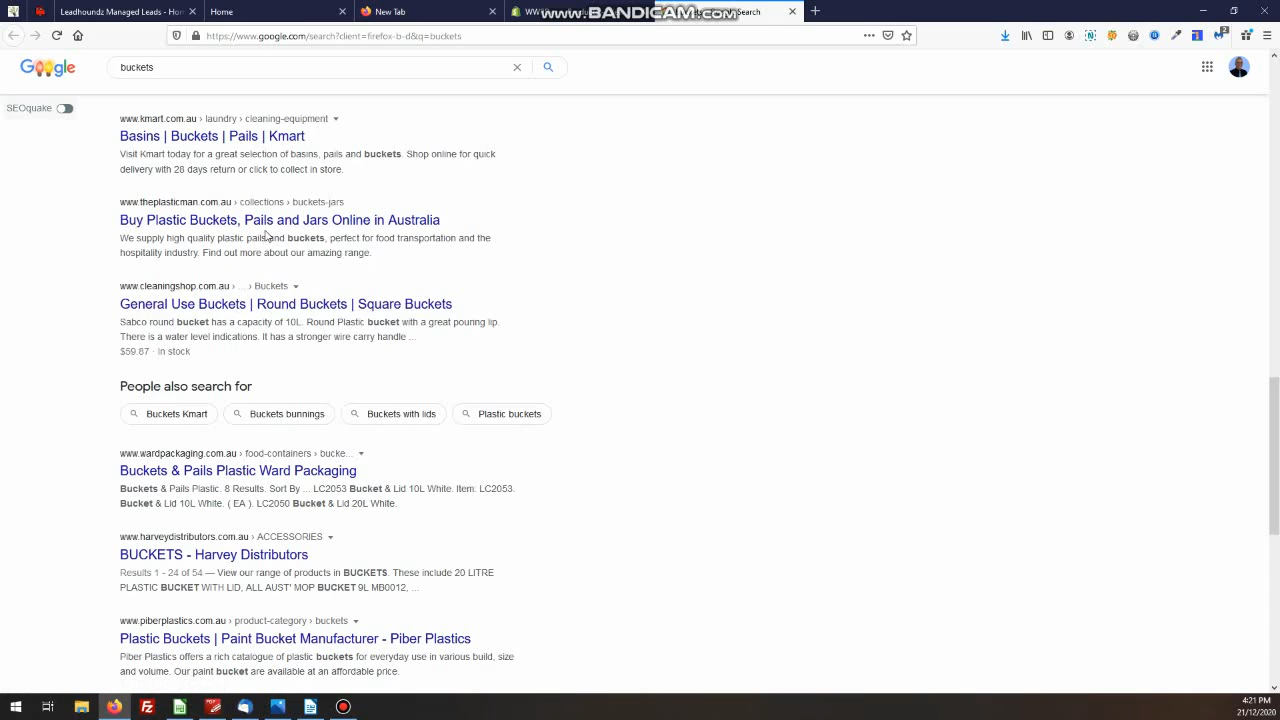 Leadhoundz Managed Leads - Hom
Home
New Tab
WW
Search
WWW.BANDICAM.COM
https://www.google.com/search?client=firefox-b-d&q=buckets
2
Google
buckets
SEOquake
www.kmart.com.au › laundry › cleaning-equipment
Basins | Buckets | Pails | Kmart
Visit Kmart today for a great selection of basins, pails and buckets. Shop online for quick
delivery with 28 days return or click to collect in store.
www.theplasticman.com.au › collections › buckets-jars
Buy Plastic Buckets, Pails and Jars Online in Australia
We supply high quality plastic pails and buckets, perfect for food transportation and the
hospitality industry. Find out more about our amazing range.
www.cleaningshop.com.au › ... › Buckets
General Use Buckets | Round Buckets | Square Buckets
Sabco round bucket has a capacity of 10L. Round Plastic bucket with a great pouring lip.
There is a water level indications. It has a stronger wire carry handle ...
$59.87 · In stock
People also search for
Buckets Kmart
Buckets bunnings
Buckets with lids
Plastic buckets
www.wardpackaging.com.au › food-containers › bucke...
Buckets & Pails Plastic Ward Packaging
Buckets & Pails Plastic. 8 Results. Sort By ... LC2053 Bucket & Lid 10L White. Item: LC2053.
Bucket & Lid 10L White. ( EA ). LC2050 Bucket & Lid 20L White.
www.harveydistributors.com.au › ACCESSORIES
BUCKETS - Harvey Distributors
Results 1 - 24 of 54 — View our range of products in BUCKETS. These include 20 LITRE
PLASTIC BUCKET WITH LID, ALL AUST' MOP BUCKET 9L MB0012, ...
www.piberplastics.com.au › product-category › buckets
Plastic Buckets | Paint Bucket Manufacturer - Piber Plastics
Piber Plastics offers a rich catalogue of plastic buckets for everyday use in various build, size
and volume. Our paint bucket are available at an affordable price.
4:21 PM
21/12/2020